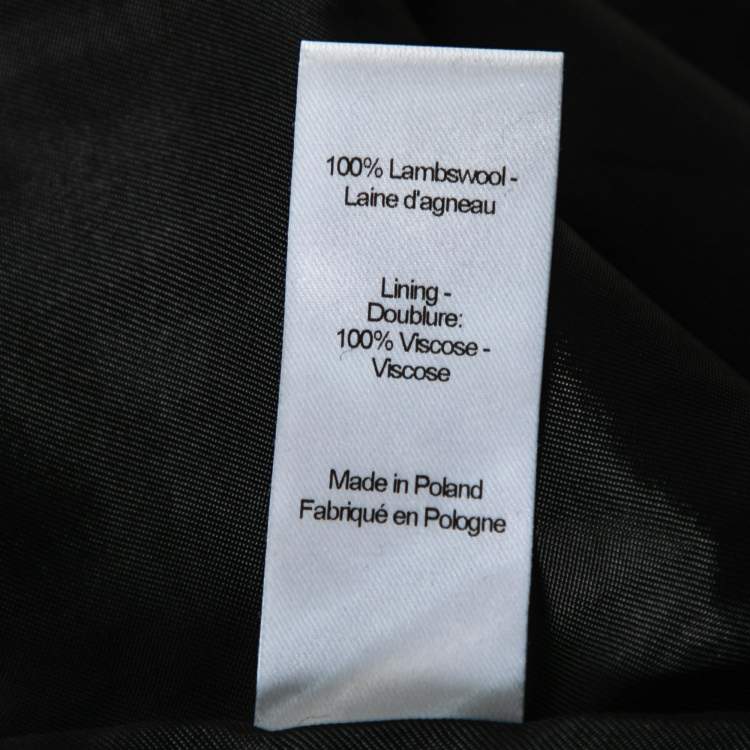 100% Lambswool -
Laine d'agneau
Lining -
Doublure:
100% Viscose -
Viscose
Made in Poland
Fabriqué en Pologne